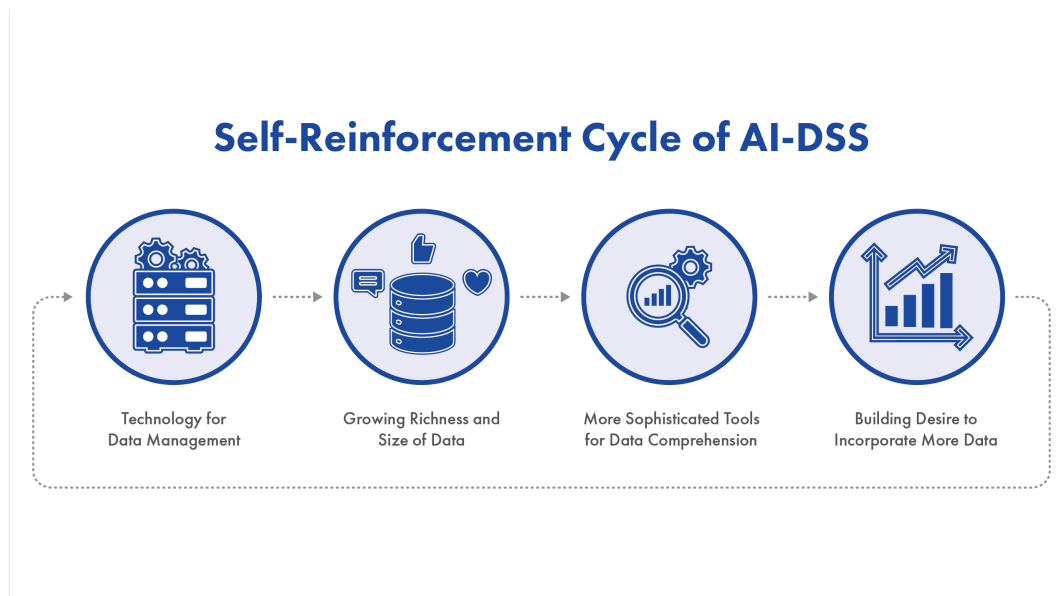 Self-Reinforcement Cycle of AI-DSS
Technology for
Data Management
Growing Richness and
Size of Data
More Sophisticated Tools
for Data Comprehension
Building Desire to
Incorporate More Data